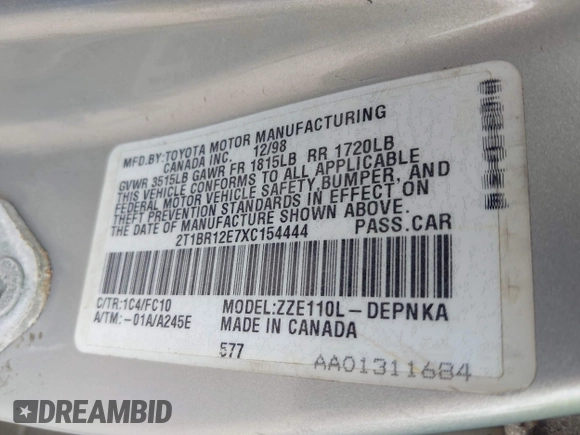 MFD.BY:TOYOTA MOTOR MANUFACTURING
CANADA INC. 12/98
GVWR 3515LB GAWR FR 1815LB RR 1720LB
THIS VEHICLE CONFORMS TO ALL APPLICABLE
FEDERAL MOTOR VEHICLE SAFETY,BUMPER, AND
THEFT PREVENTION STANDARDS IN EFFECT ON
THE DATE OF MANUFACTURE SHOWN ABOVE.
2T1BR12E7XC154444 PASS.CAR
C/TR:1C4/FC10 MODEL:ZZE110L-DEPNKA
A/TM:-01A/A245E MADE IN CANADA
577
AA01311684
DREAMBID